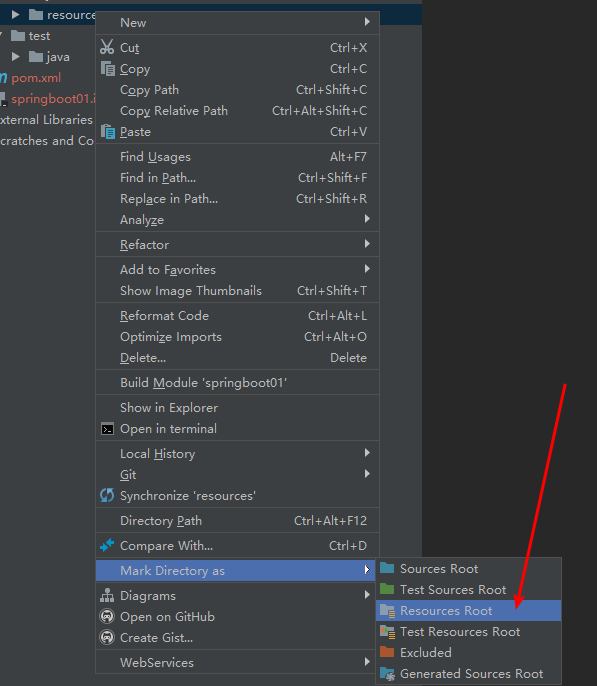 resource
test
java
pom.xml
springboot01.i
xternal Libraries
cratches and Co
New
Cut Ctrl+X
Copy Ctrl+C
Copy Path Ctrl+Shift+C
Copy Relative Path Ctrl+Alt+Shift+C
Paste Ctrl+V
Find Usages Alt+F7
Find in Path... Ctrl+Shift+F
Replace in Path... Ctrl+Shift+R
Analyze
Refactor
Add to Favorites
Show Image Thumbnails Ctrl+Shift+T
Reformat Code Ctrl+Alt+L
Optimize Imports Ctrl+Alt+O
Delete... Delete
Build Module 'springboot01'
Show in Explorer
Open in terminal
Local History
Git
Synchronize 'resources'
Directory Path Ctrl+Alt+F12
Compare With... Ctrl+D
Mark Directory as
Diagrams
Open on GitHub
Create Gist...
WebServices
Sources Root
Test Sources Root
Resources Root
Test Resources Root
Excluded
Generated Sources Root